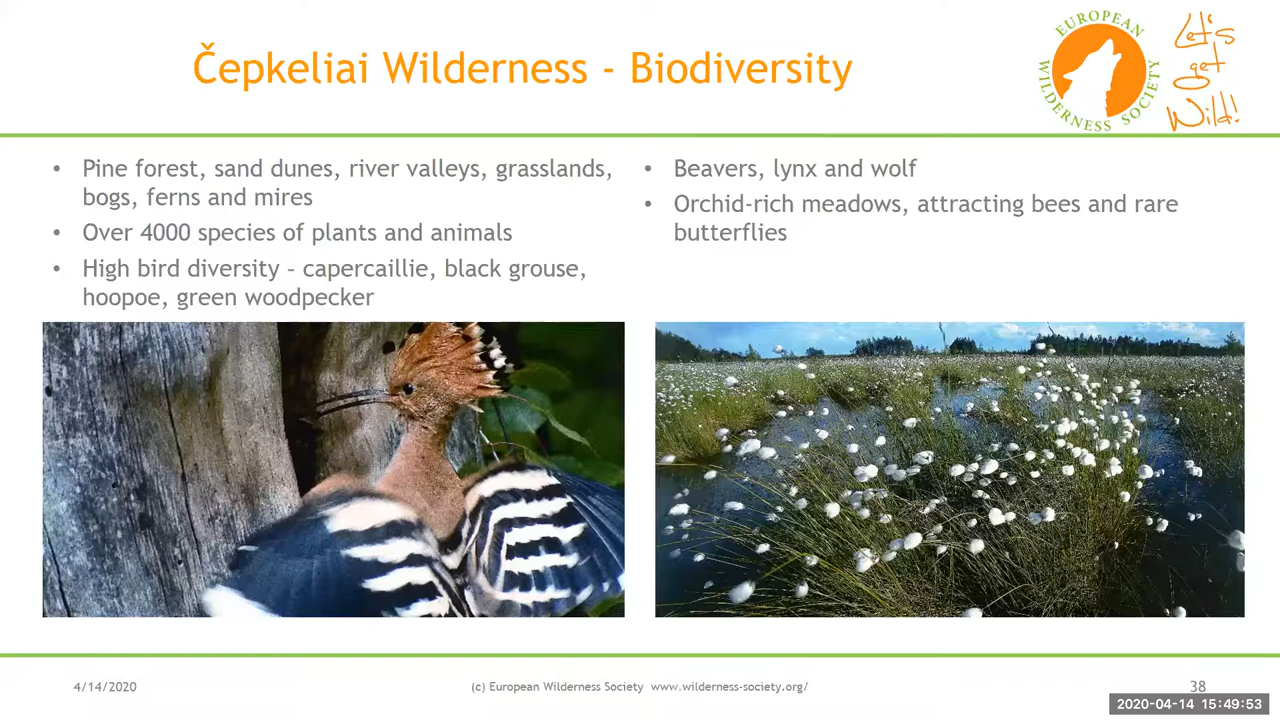 Čepkeliai Wilderness - Biodiversity
EUROPEAN
WILDERNESS SOCIETY
Let's
get
Wild!
• Pine forest, sand dunes, river valleys, grasslands,
bogs, ferns and mires
• Over 4000 species of plants and animals
• High bird diversity – capercaillie, black grouse,
hoopoe, green woodpecker
• Beavers, lynx and wolf
• Orchid-rich meadows, attracting bees and rare
butterflies
4/14/2020
(c) European Wilderness Society www.wilderness-society.org/
38
2020-04-14 15:49:53